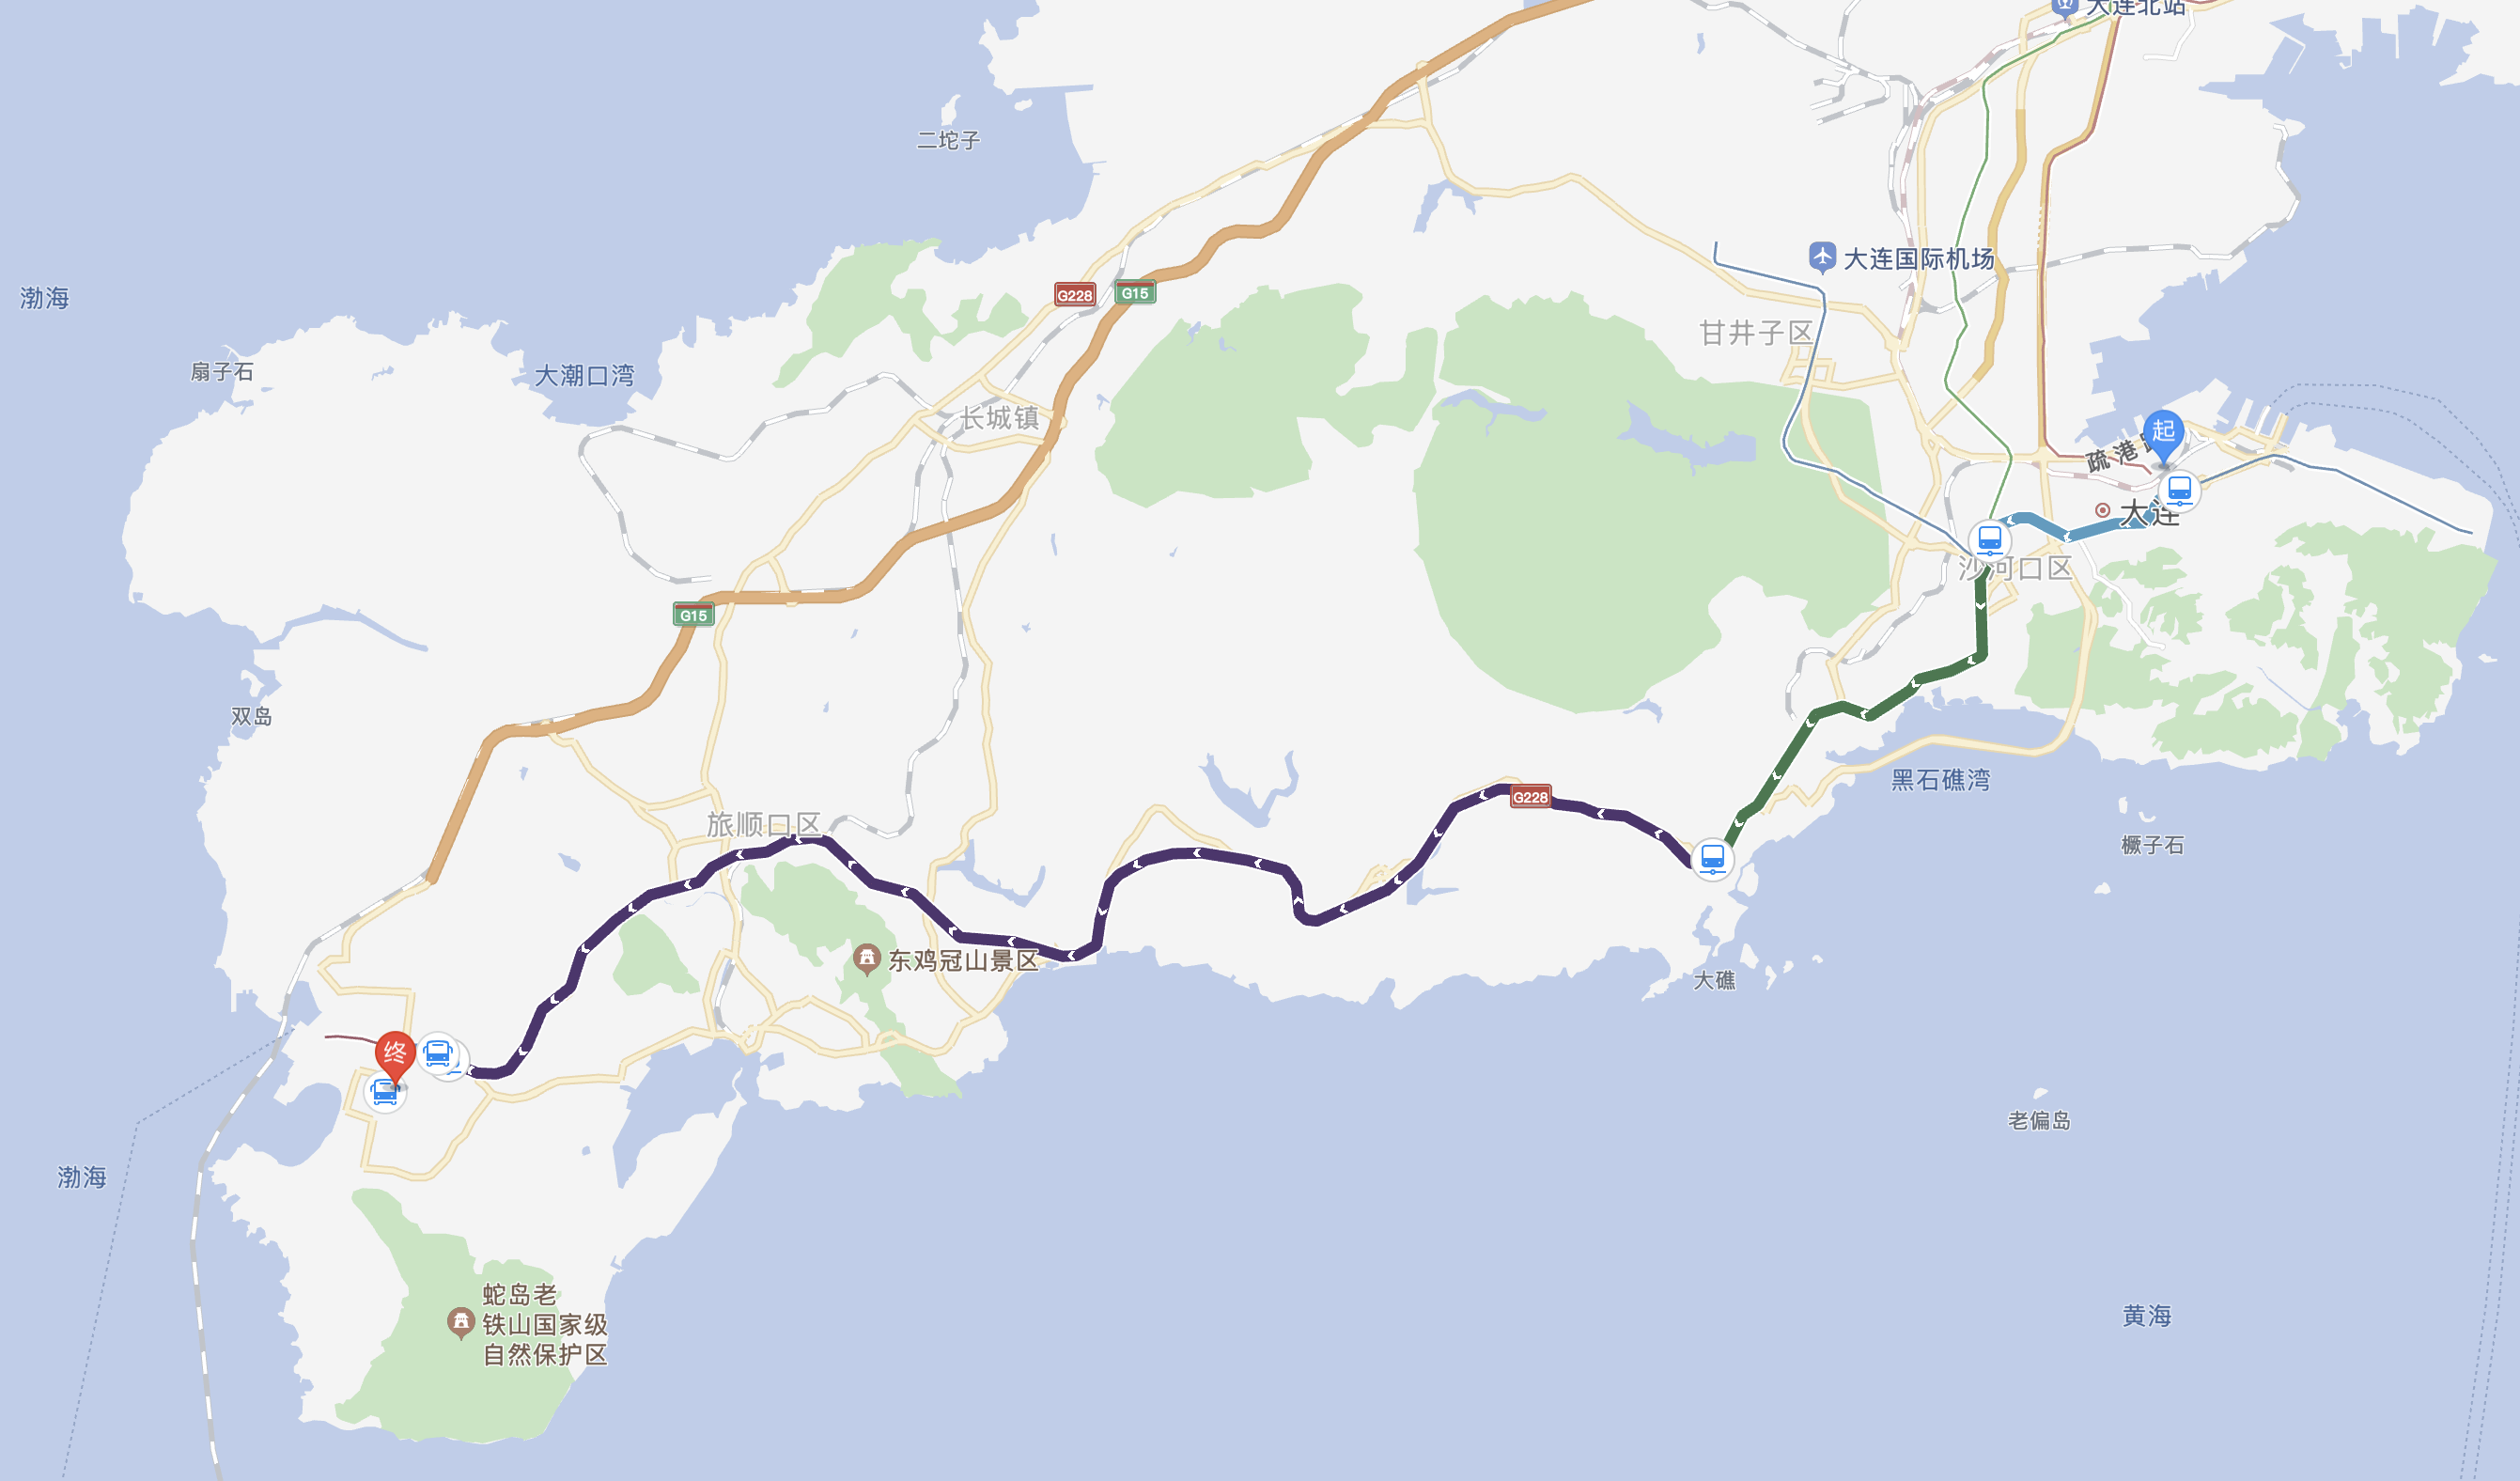 大连北站
二坨子
大连国际机场
渤海
G228
G15
甘井子区
扇子石
大潮口湾
长城镇
起
疏港
大连
沙河口区
G15
双岛
黑石礁湾
G228
旅顺口区
橛子石
东鸡冠山景区
大礁
终
老偏岛
渤海
蛇岛老
铁山国家级
自然保护区
黄海